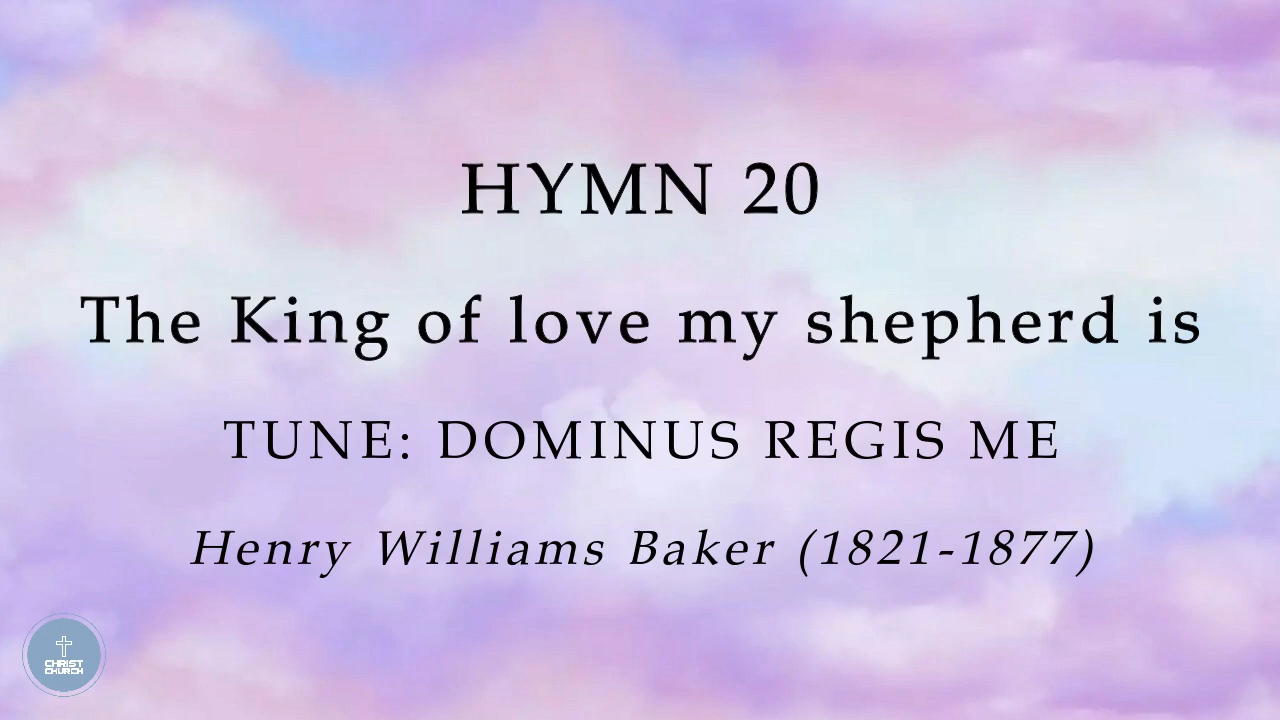 HYMN 20
The King of love my shepherd is
TUNE: DOMINUS REGIS ME
Henry Williams Baker (1821-1877)
CHRIST
CHURCH